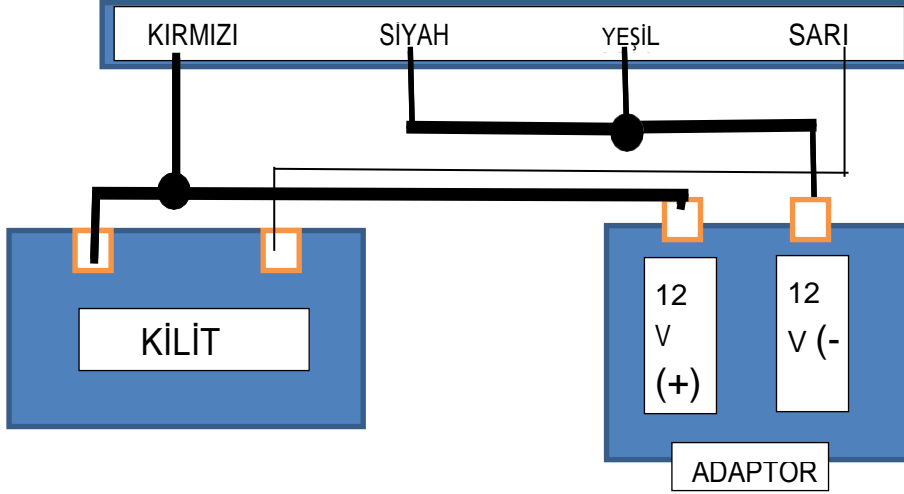 KIRMIZI SİYAH YEŞİL SARI
KİLİT
12
V
(+)
12
V (-
ADAPTOR